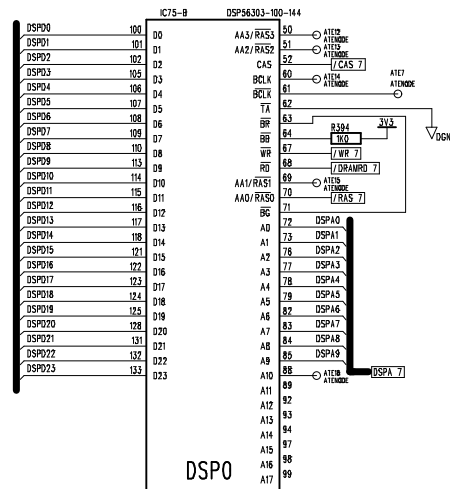 IC75-B DSP56303-100-144
DSPD0 100 D0 AA3/RAS3 50 ATE12 ATENODE
DSPD1 101 D1 AA2/RAS2 51 ATE13 ATENODE
DSPD2 102 D2 CAS 52 /CAS 7
DSPD3 105 D3 BCLK 60 ATE14 ATENODE
DSPD4 106 D4 BCLK 61 ATE7 ATENODE
DSPD5 107 D5 TA 62 DGN
DSPD6 108 D6 BR 63
DSPD7 109 D7 BB 64 R394 1K0 3V3
DSPD8 110 D8 WR 67 /WR 7
DSPD9 113 D9 RD 68 /DRAMRD 7
DSPD10 114 D10 AA1/RAS1 69 ATE15 ATENODE
DSPD11 115 D11 AA0/RAS0 70 /RAS 7
DSPD12 116 D12 BG 71
DSPD13 117 D13 A0 72 DSPA0
DSPD14 118 D14 A1 73 DSPA1
DSPD15 121 D15 A2 76 DSPA2
DSPD16 122 D16 A3 77 DSPA3
DSPD17 123 D17 A4 78 DSPA4
DSPD18 124 D18 A5 79 DSPA5
DSPD19 125 D19 A6 82 DSPA6
DSPD20 128 D20 A7 83 DSPA7
DSPD21 131 D21 A8 84 DSPA8
DSPD22 132 D22 A9 85 DSPA9
DSPD23 133 D23 A10 88 ATENODE DSPA 7
A11 89
A12 92
A13 93
A14 94
A15 97
A16 98
A17 99
DSP0